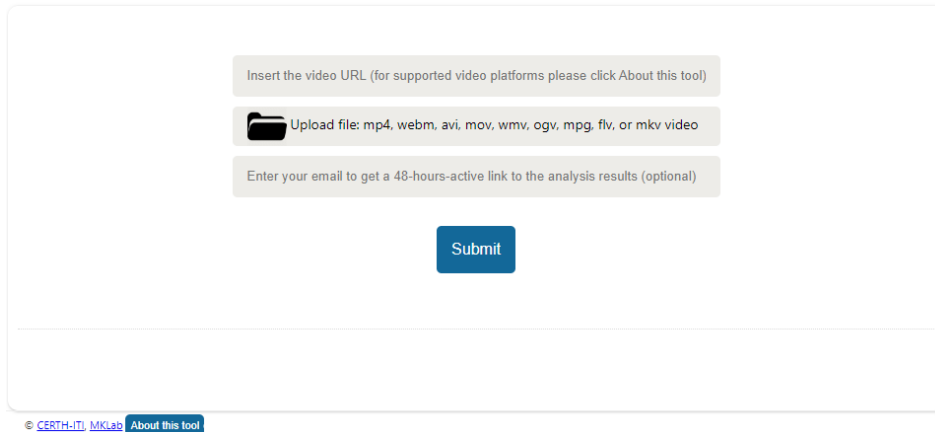 Insert the video URL (for supported video platforms please click About this tool)
Upload file: mp4, webm, avi, mov, wmv, ogv, mpg, flv, or mkv video
Enter your email to get a 48-hours-active link to the analysis results (optional)
Submit
© CERTH-ITI, MKLab About this tool